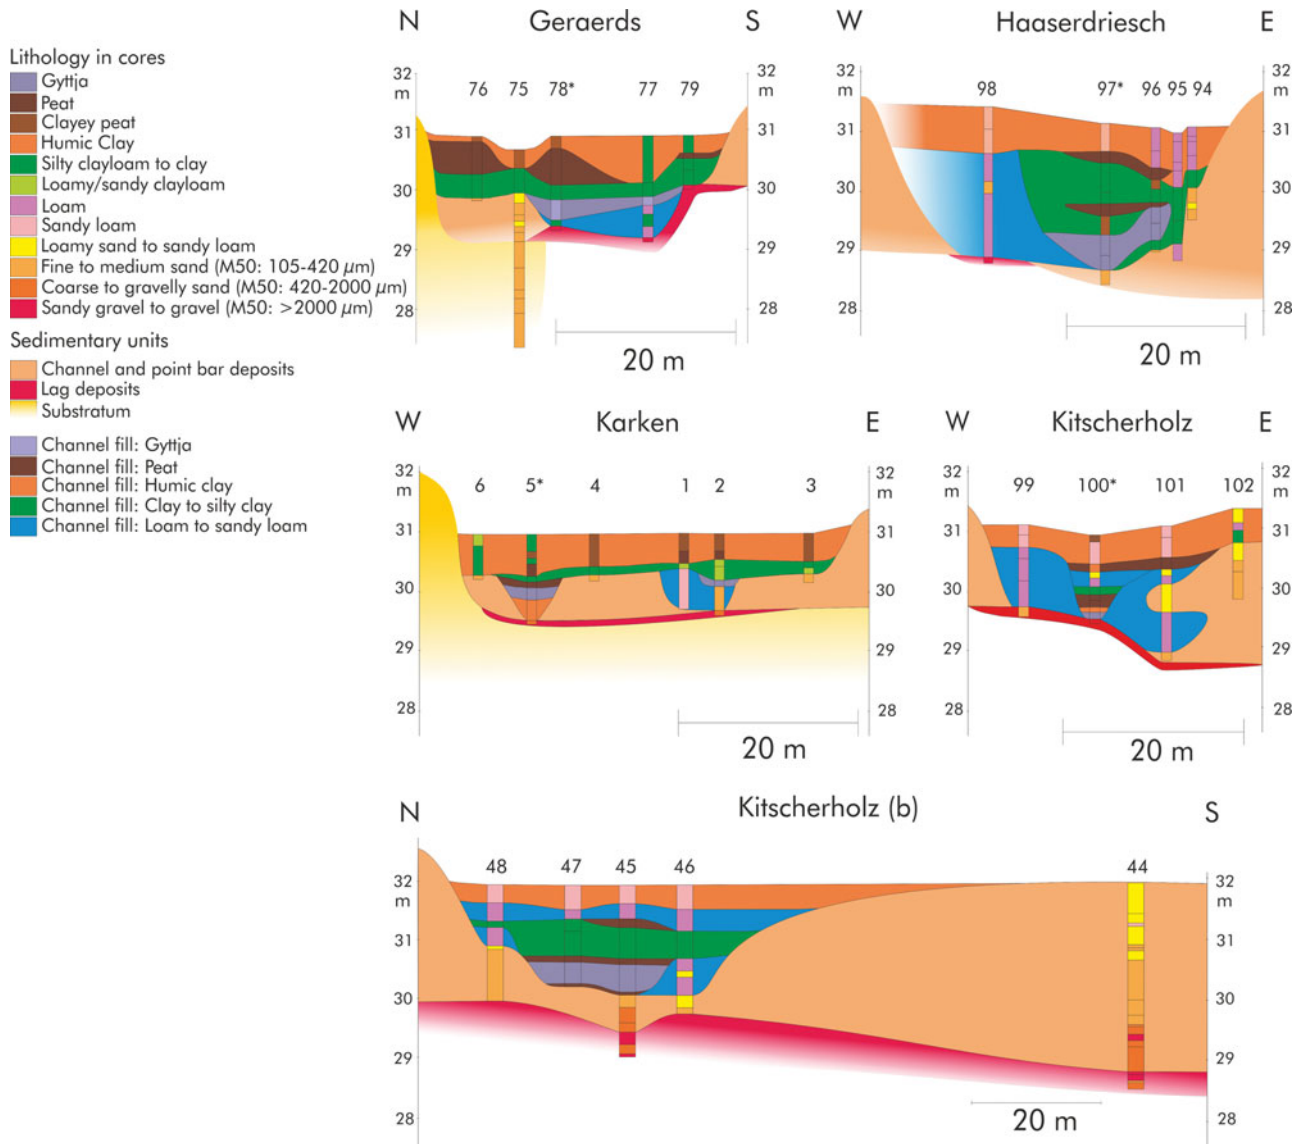 Lithology in cores
Gyttja
Peat
Clayey peat
Humic Clay
Silty clayloam to clay
Loamy/sandy clayloam
Loam
Sandy loam
Loamy sand to sandy loam
Fine to medium sand (M50: 105-420 µm)
Coarse to gravelly sand (M50: 420-2000 µm)
Sandy gravel to gravel (M50: >2000 µm)
Sedimentary units
Channel and point bar deposits
Lag deposits
Substratum
Channel fill: Gyttja
Channel fill: Peat
Channel fill: Humic clay
Channel fill: Clay to silty clay
Channel fill: Loam to sandy loam
N Geraerds S
32 32
m 76 75 78* 77 79 m
31 31
30 30
29 29
28 28
20 m
W Haaserdriesch E
32 32
m 98 97* 96 95 94 m
31 31
30 30
29 29
28 28
20 m
W Karken E
32 32
m 6 5* 4 1 2 3 m
31 31
30 30
29 29
28 28
20 m
W Kitscherholz E
32 32
m 99 100* 101 102 m
31 31
30 30
29 29
28 28
20 m
N Kitscherholz (b) S
48 47 45 46 44
32 32
m m
31 31
30 30
29 29
28 28
20 m